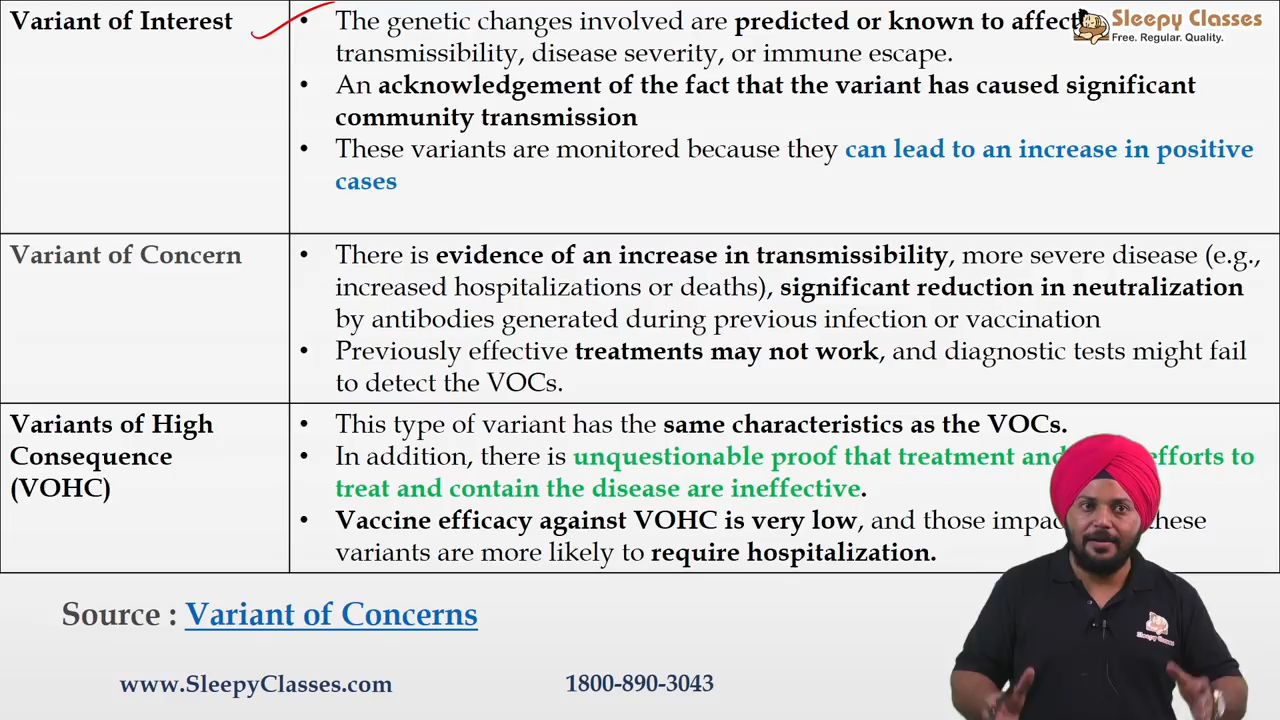 Variant of Interest
• The genetic changes involved are predicted or known to affect
transmissibility, disease severity, or immune escape.
• An acknowledgement of the fact that the variant has caused significant
community transmission
• These variants are monitored because they can lead to an increase in positive
cases
Sleepy Classes
Free. Regular. Quality.
Variant of Concern
• There is evidence of an increase in transmissibility, more severe disease (e.g.,
increased hospitalizations or deaths), significant reduction in neutralization
by antibodies generated during previous infection or vaccination
• Previously effective treatments may not work, and diagnostic tests might fail
to detect the VOCs.
Variants of High
Consequence
(VOHC)
• This type of variant has the same characteristics as the VOCs.
• In addition, there is unquestionable proof that treatment and efforts to
treat and contain the disease are ineffective.
• Vaccine efficacy against VOHC is very low, and those these
variants are more likely to require hospitalization.
Source : Variant of Concerns
www.SleepyClasses.com
1800-890-3043
Sleepy Classes